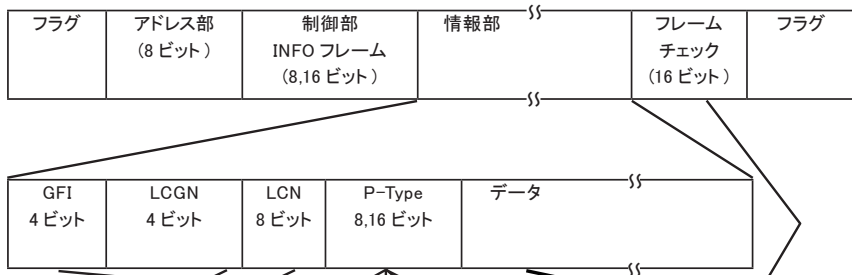 フラグ
アドレス部
(8 ビット )
制御部
INFO フレーム
(8,16 ビット )
情報部
フレーム
チェック
(16 ビット )
フラグ
GFI
4 ビット
LCGN
4 ビット
LCN
8 ビット
P-Type
8,16 ビット
データ